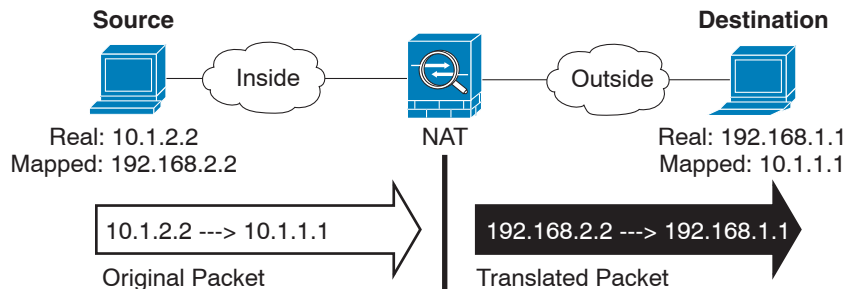 Source
Destination
Inside
Outside
Real: 10.1.2.2
Mapped: 192.168.2.2
NAT
Real: 192.168.1.1
Mapped: 10.1.1.1
10.1.2.2 ---> 10.1.1.1
192.168.2.2 ---> 192.168.1.1
Original Packet
Translated Packet